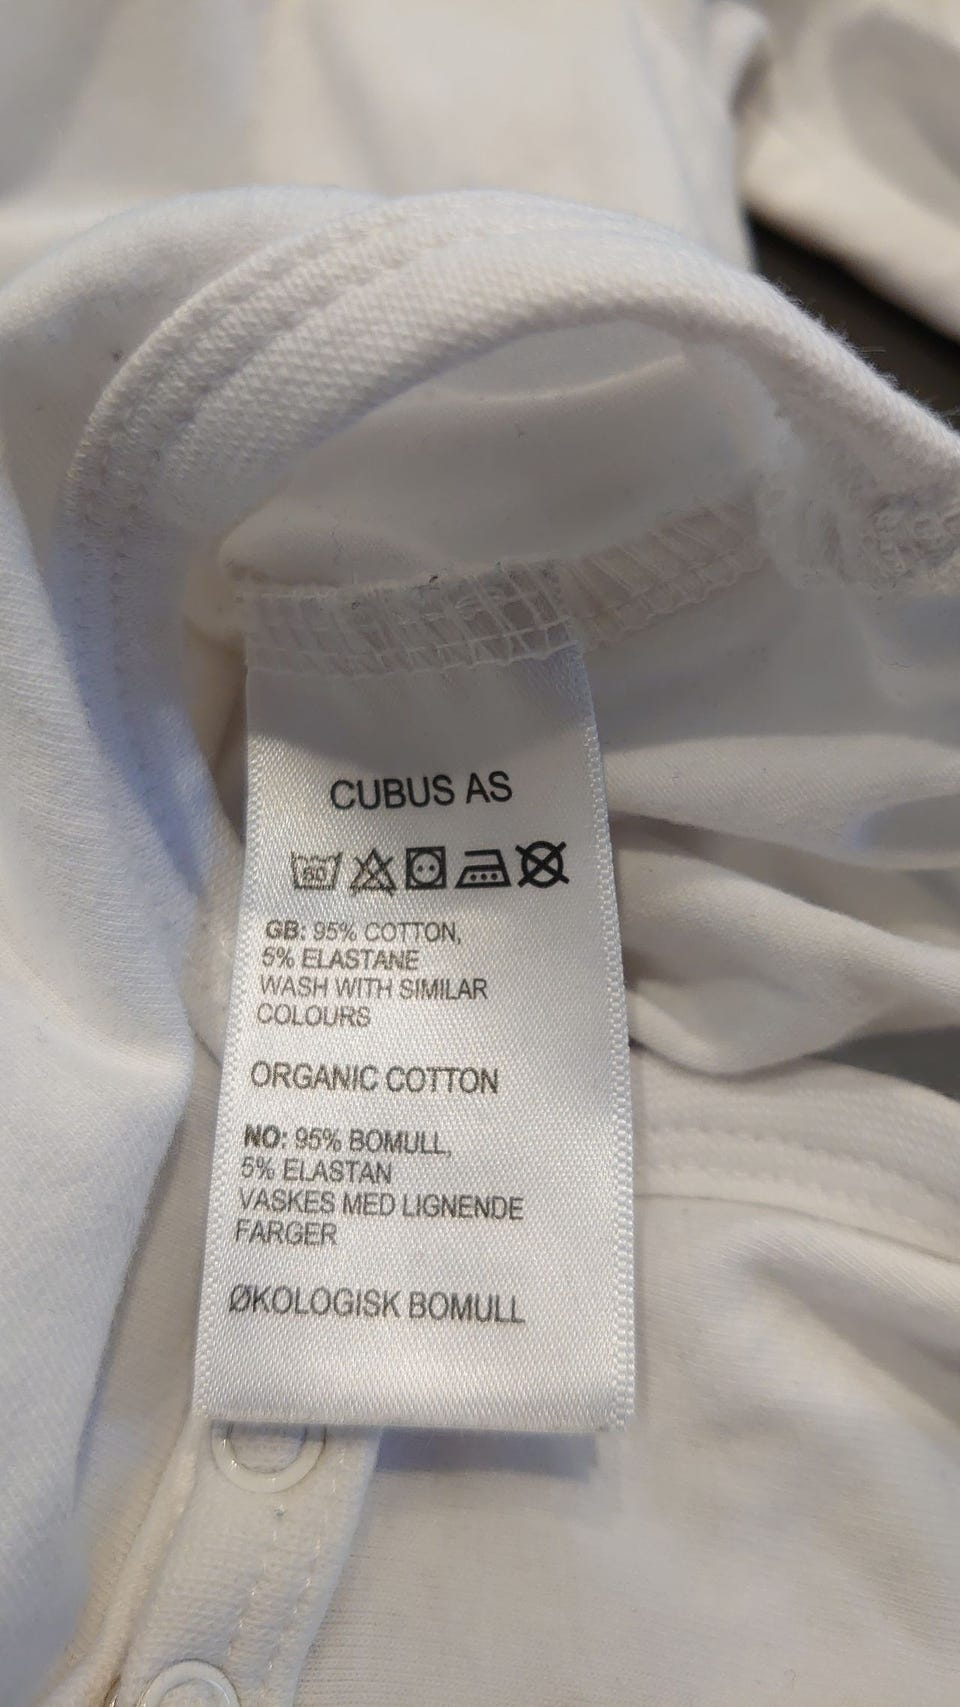 CUBUS AS
60
GB: 95% COTTON,
5% ELASTANE
WASH WITH SIMILAR
COLOURS
ORGANIC COTTON
NO: 95% BOMULL,
5% ELASTAN
VASKES MED LIGNENDE
FARGER
ØKOLOGISK BOMULL